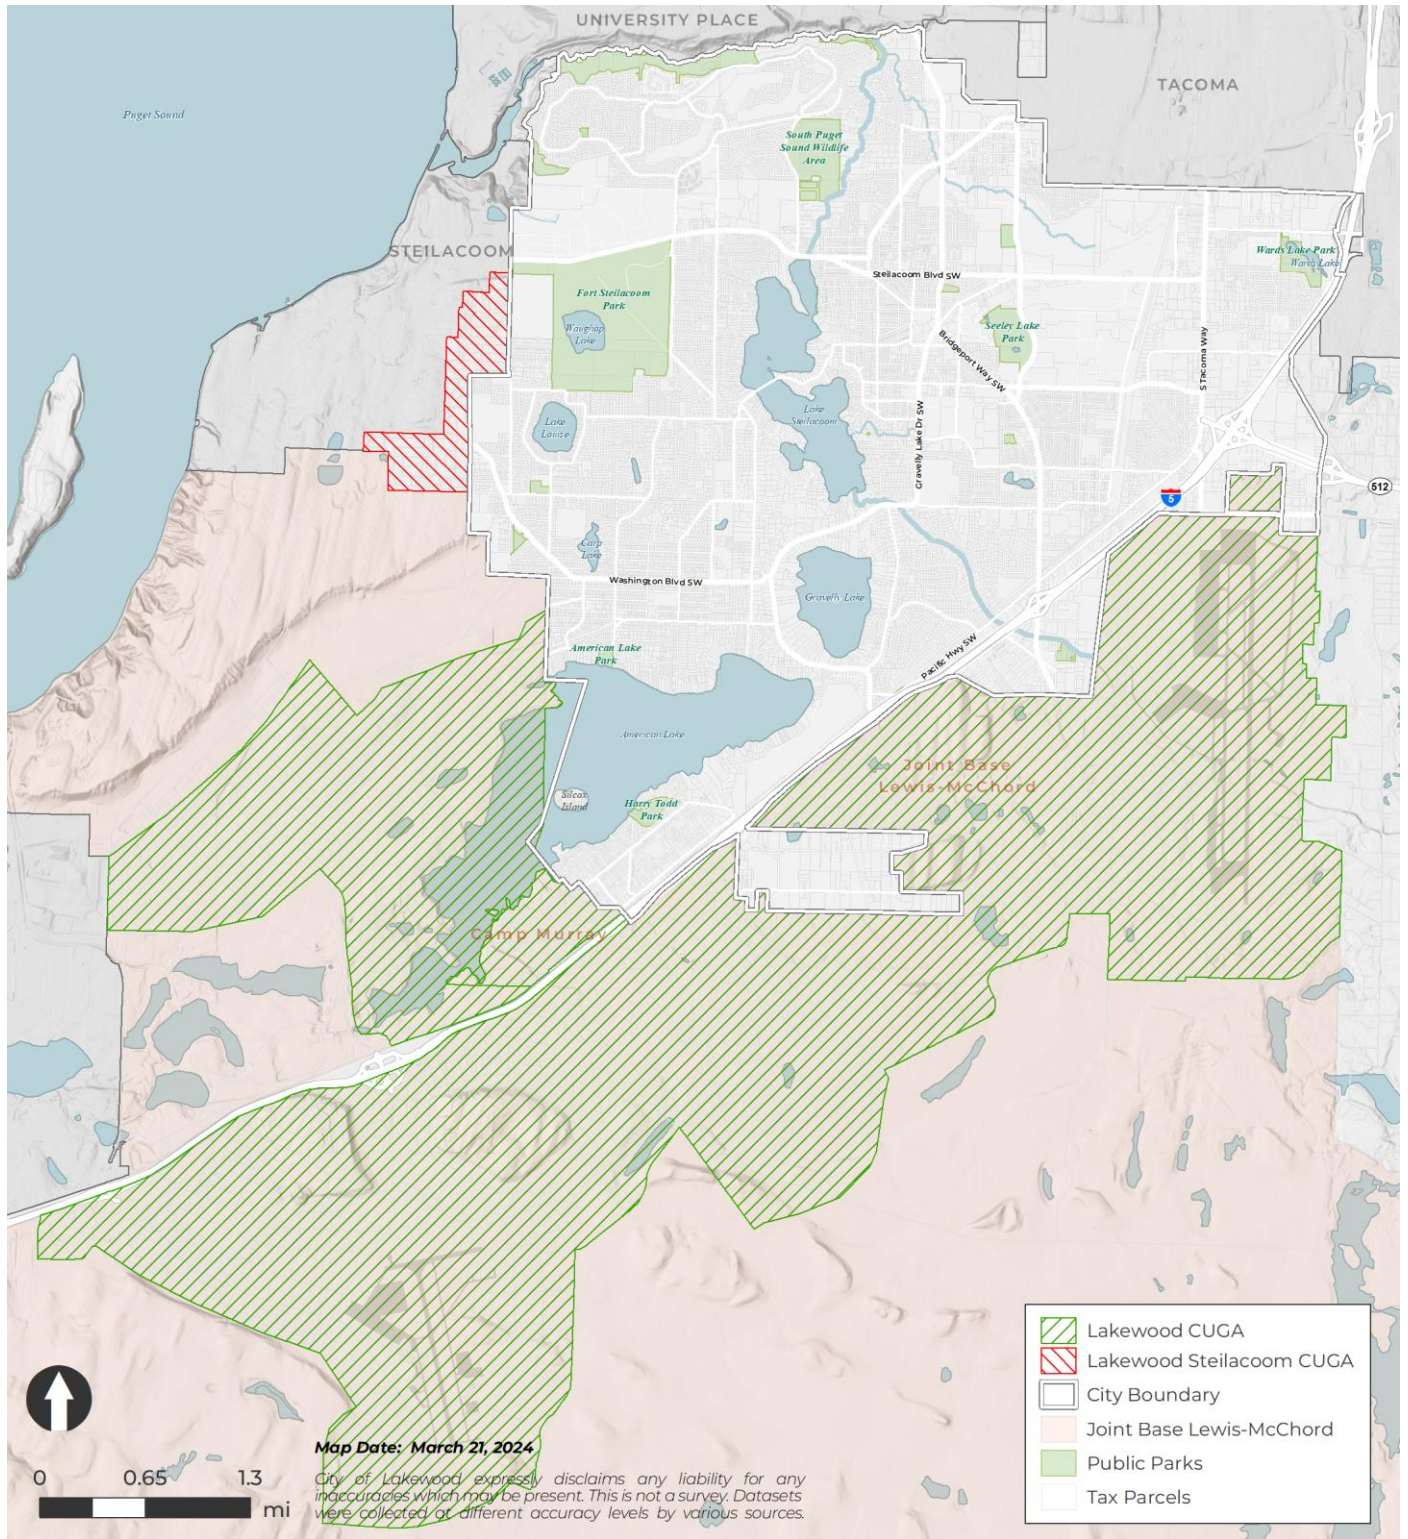 UNIVERSITY PLACE
TACOMA
Puget Sound
South Puget
Sound Wildlife
Area
STEILACOOM
Wards Lake Park
Wards Lake
Steilacoom Blvd SW
Fort Steilacoom
Park
Waughop
Lake
Seeley Lake
Park
Bridgeport Way SW
S Tacoma Way
Lake
Louise
Lake
Steilacoom
Gravelly Lake Dr SW
512
5
Carp
Lake
Washington Blvd SW
Gravelly Lake
American Lake
Park
Pacific Hwy SW
American Lake
Joint Base
Lewis-McChord
Silcox
Island
Harry Todd
Park
Camp Murray
Lakewood CUGA
Lakewood Steilacoom CUGA
City Boundary
Joint Base Lewis-McChord
Public Parks
Tax Parcels
Map Date: March 21, 2024
0 0.65 1.3
mi
City of Lakewood expressly disclaims any liability for any
inaccuracies which may be present. This is not a survey. Datasets
were collected at different accuracy levels by various sources.